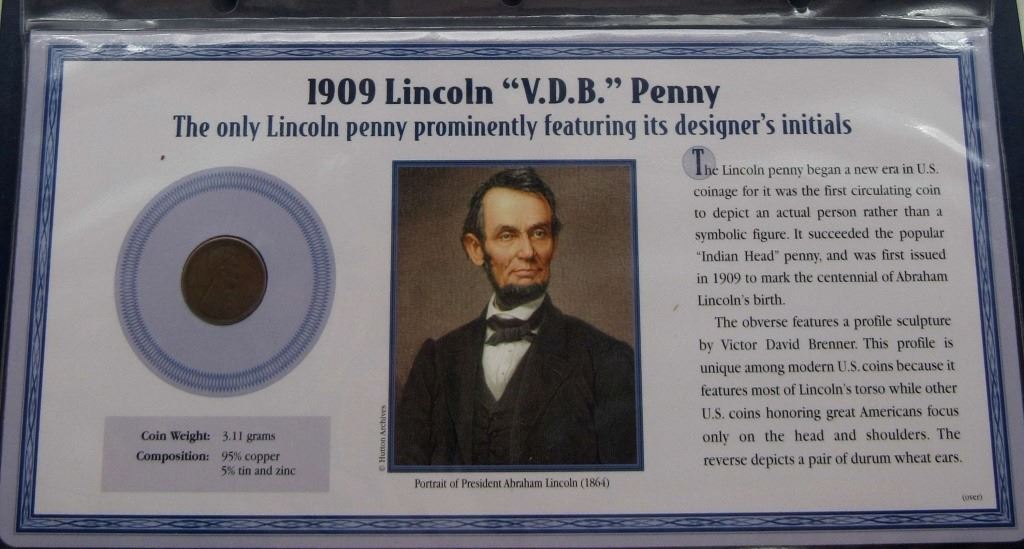 1909 Lincoln “V.D.B.” Penny
The only Lincoln penny prominently featuring its designer's initials
Coin Weight: 3.11 grams
Composition: 95% copper
5% tin and zinc
© Hutton Archives
Portrait of President Abraham Lincoln (1864)
The Lincoln penny began a new era in U.S.
coinage for it was the first circulating coin
to depict an actual person rather than a
symbolic figure. It succeeded the popular
“Indian Head” penny, and was first issued
in 1909 to mark the centennial of Abraham
Lincoln's birth.
The obverse features a profile sculpture
by Victor David Brenner. This profile is
unique among modern U.S. coins because it
features most of Lincoln's torso while other
U.S. coins honoring great Americans focus
only on the head and shoulders. The
reverse depicts a pair of durum wheat ears.
(over)